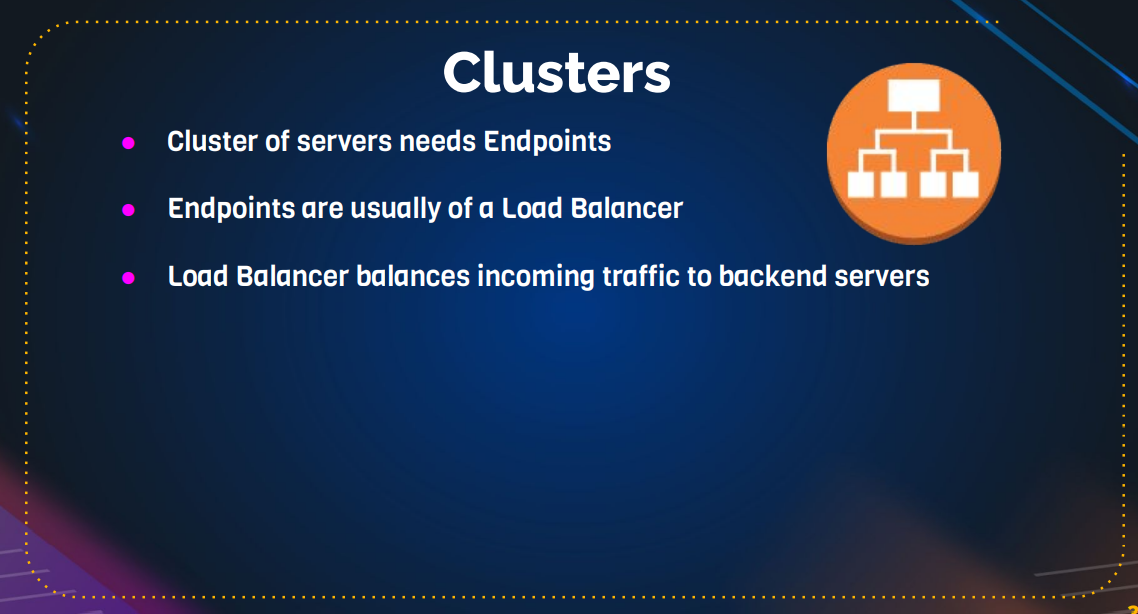 Clusters
Cluster of servers needs Endpoints
Endpoints are usually of a Load Balancer
Load Balancer balances incoming traffic to backend servers